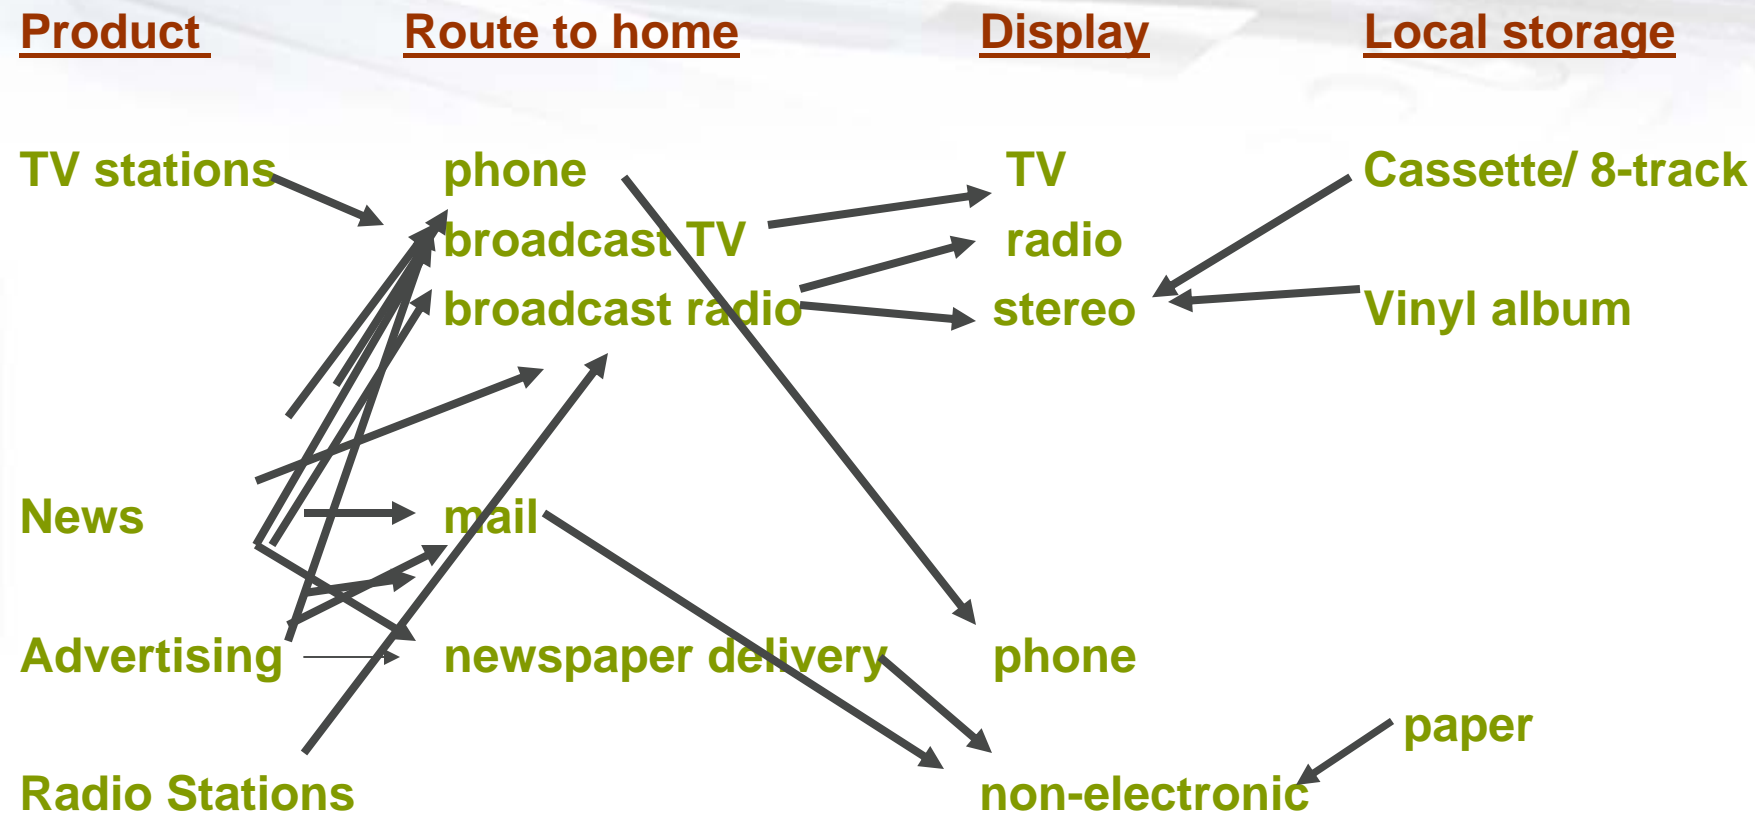 Product Route to home Display Local storage
TV stations phone TV Cassette/ 8-track
broadcast TV radio
broadcast radio stereo Vinyl album
News mail
Advertising newspaper delivery phone
paper
Radio Stations non-electronic